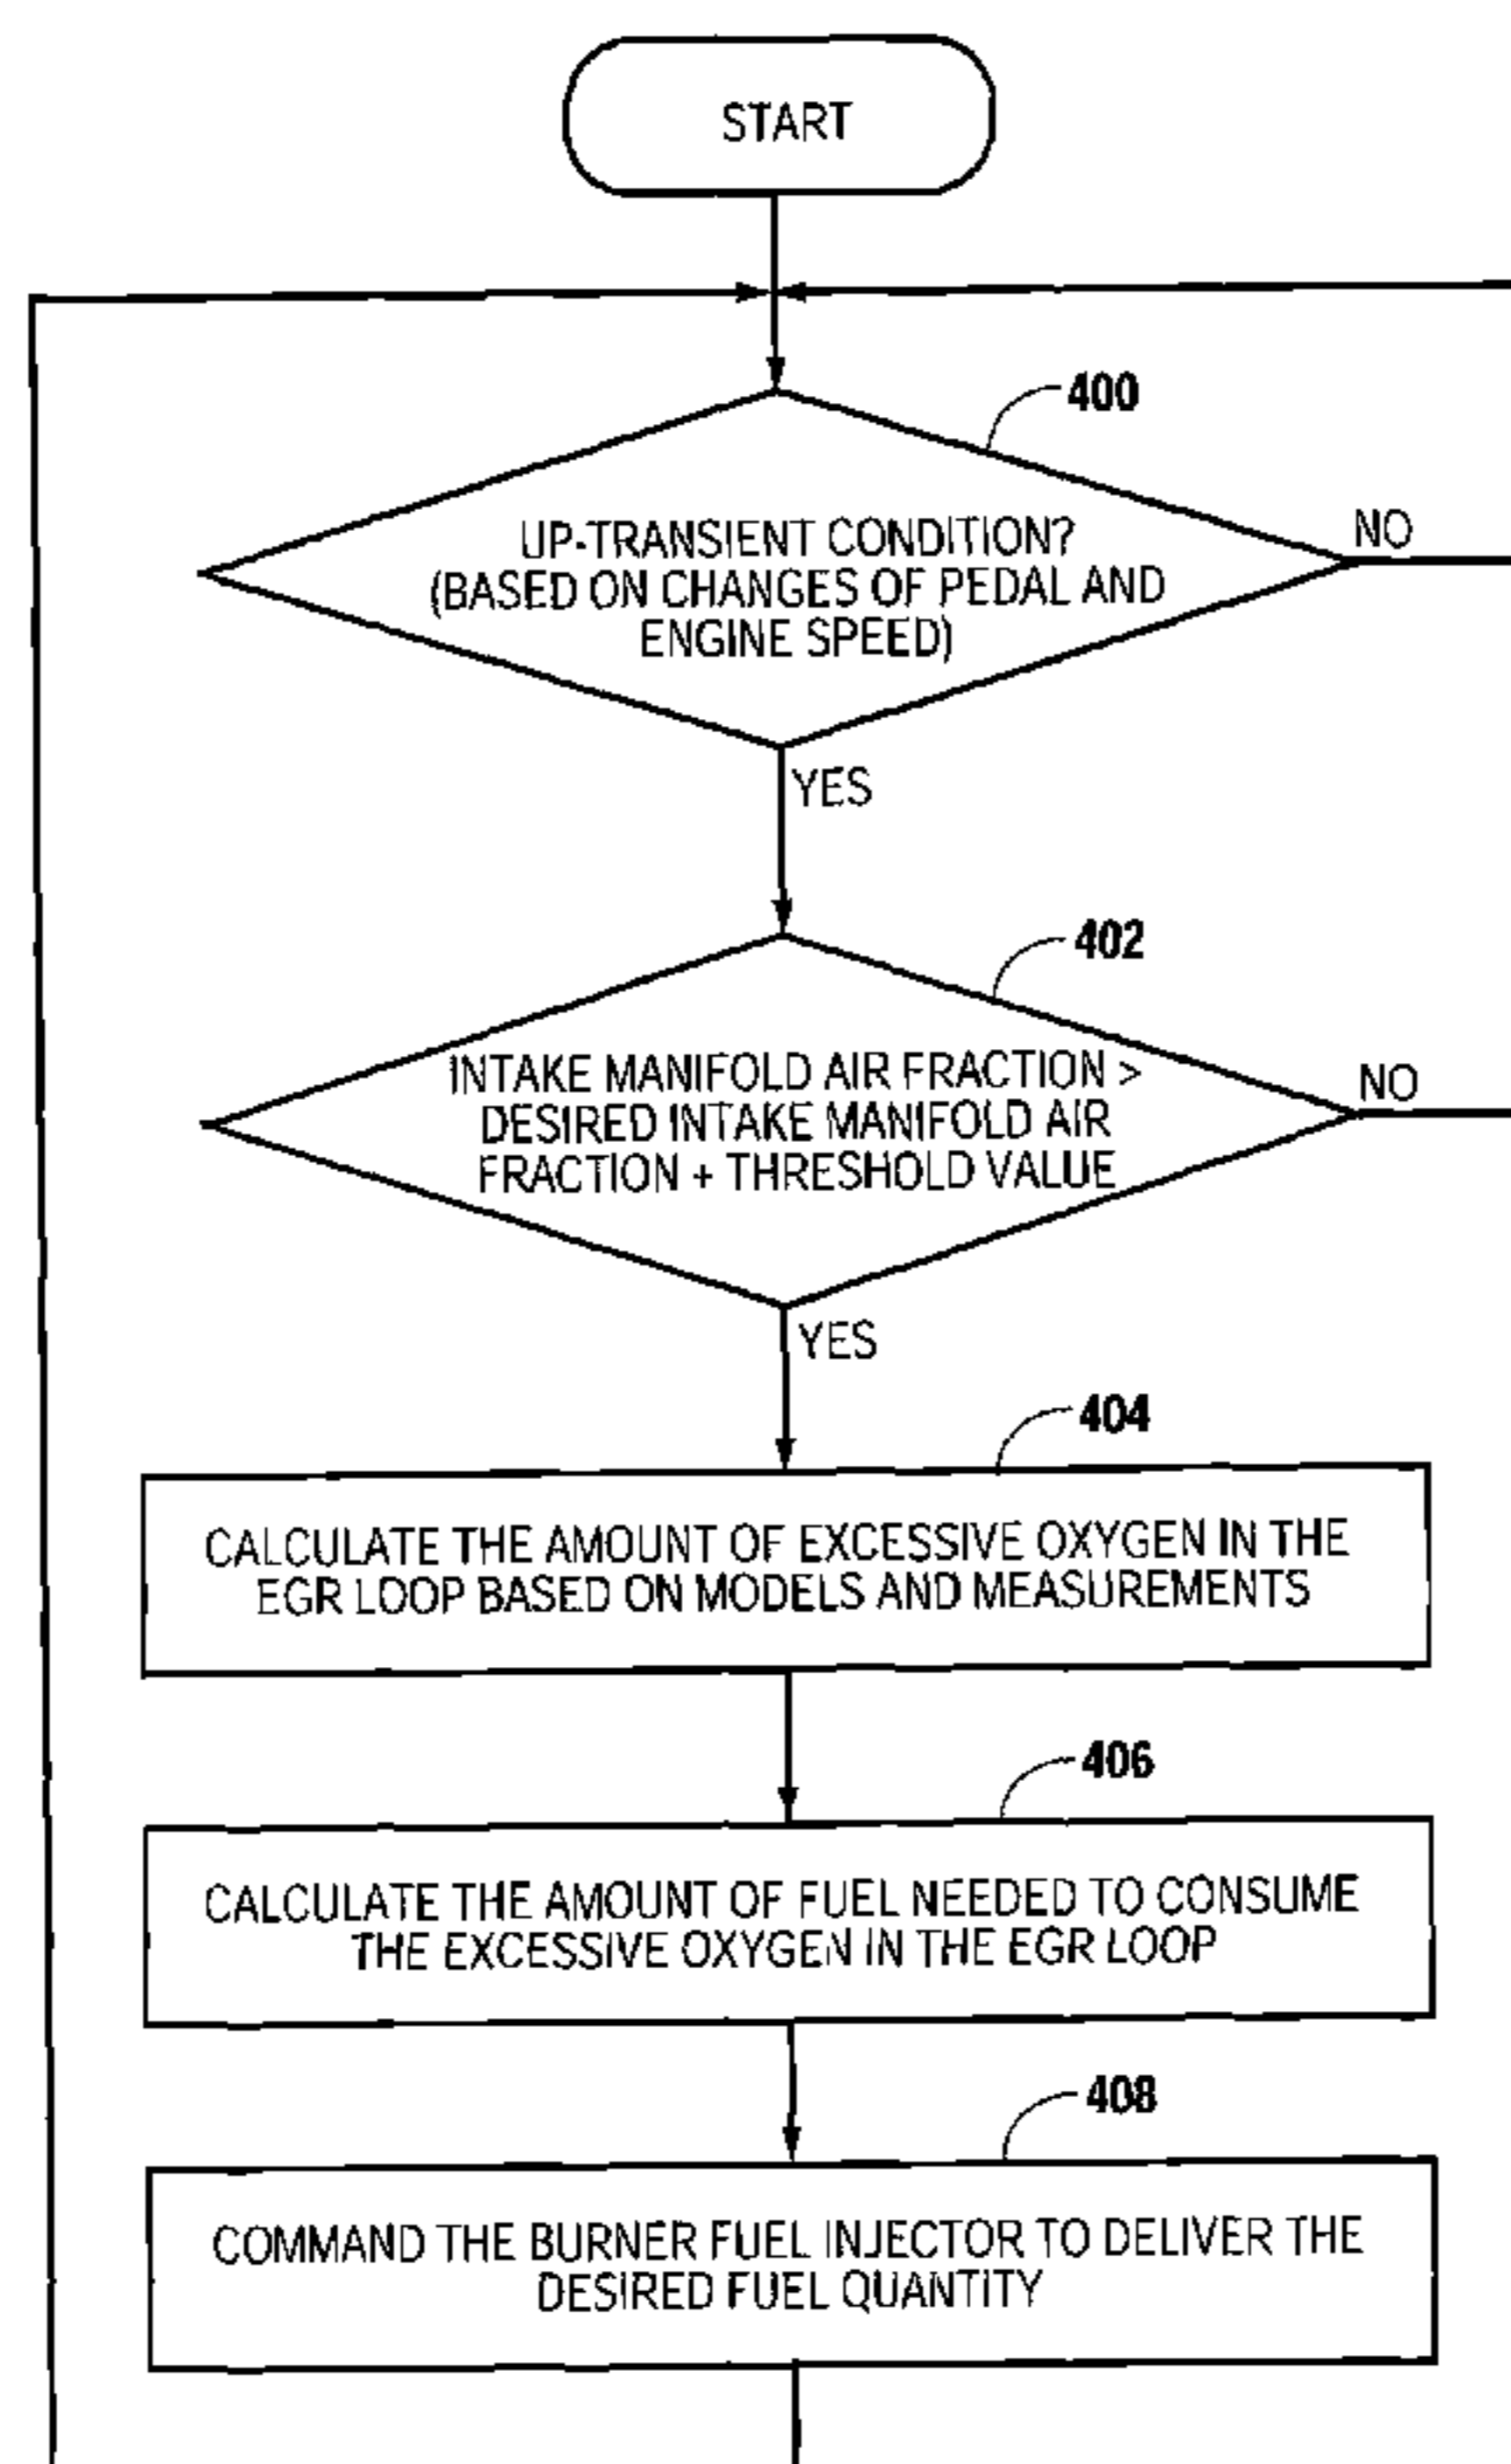 START
400
UP-TRANSIENT CONDITION?
(BASED ON CHANGES OF PEDAL AND
ENGINE SPEED)
NO
YES
402
INTAKE MANIFOLD AIR FRACTION >
DESIRED INTAKE MANIFOLD AIR
FRACTION + THRESHOLD VALUE
NO
YES
404
CALCULATE THE AMOUNT OF EXCESSIVE OXYGEN IN THE
EGR LOOP BASED ON MODELS AND MEASUREMENTS
406
CALCULATE THE AMOUNT OF FUEL NEEDED TO CONSUME
THE EXCESSIVE OXYGEN IN THE EGR LOOP
408
COMMAND THE BURNER FUEL INJECTOR TO DELIVER THE
DESIRED FUEL QUANTITY